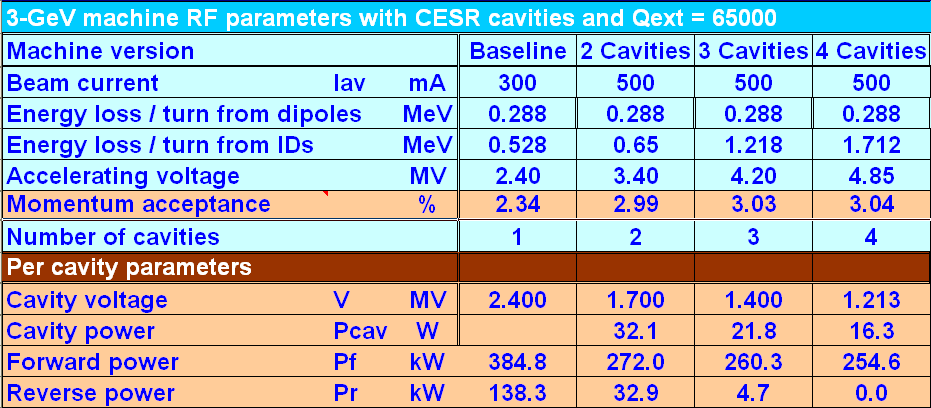 3-GeV machine RF parameters with CESR cavities and Qext = 65000
Machine version Baseline 2 Cavities 3 Cavities 4 Cavities
Beam current Iav mA 300 500 500 500
Energy loss / turn from dipoles MeV 0.288 0.288 0.288 0.288
Energy loss / turn from IDs MeV 0.528 0.65 1.218 1.712
Accelerating voltage MV 2.40 3.40 4.20 4.85
Momentum acceptance % 2.34 2.99 3.03 3.04
Number of cavities 1 2 3 4
Per cavity parameters
Cavity voltage V MV 2.400 1.700 1.400 1.213
Cavity power Pcav W 32.1 21.8 16.3
Forward power Pf kW 384.8 272.0 260.3 254.6
Reverse power Pr kW 138.3 32.9 4.7 0.0